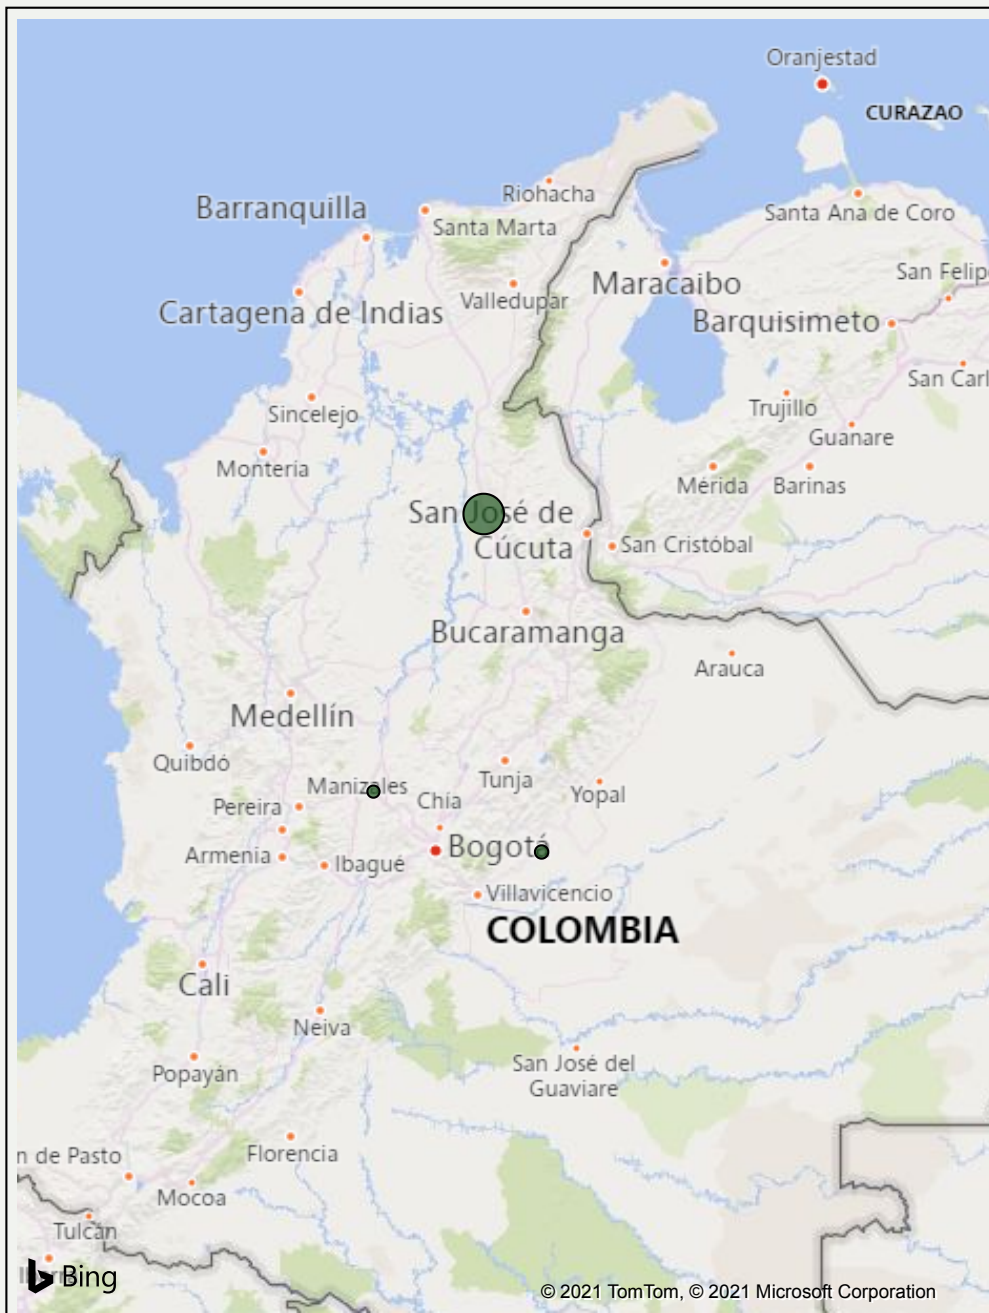 Oranjestad
CURAZAO
Riohacha
Barranquilla
Santa Marta
Santa Ana de Coro
San Felip
Valledupar
Maracaibo
Cartagena de Indias
Barquisimeto
San Carl
Sincelejo
Trujillo
Guanare
Montería
Mérida
Barinas
San José de
Cúcuta
San Cristóbal
Bucaramanga
Arauca
Medellín
Quibdó
Tunja
Manizales
Yopal
Pereira
Chía
Bogotá
Armenia
Ibagué
Villavicencio
COLOMBIA
Cali
Neiva
San José del
Guaviare
Popayán
Florencia
n de Pasto
Mocoa
Tulcán
Bing
© 2021 TomTom, © 2021 Microsoft Corporation